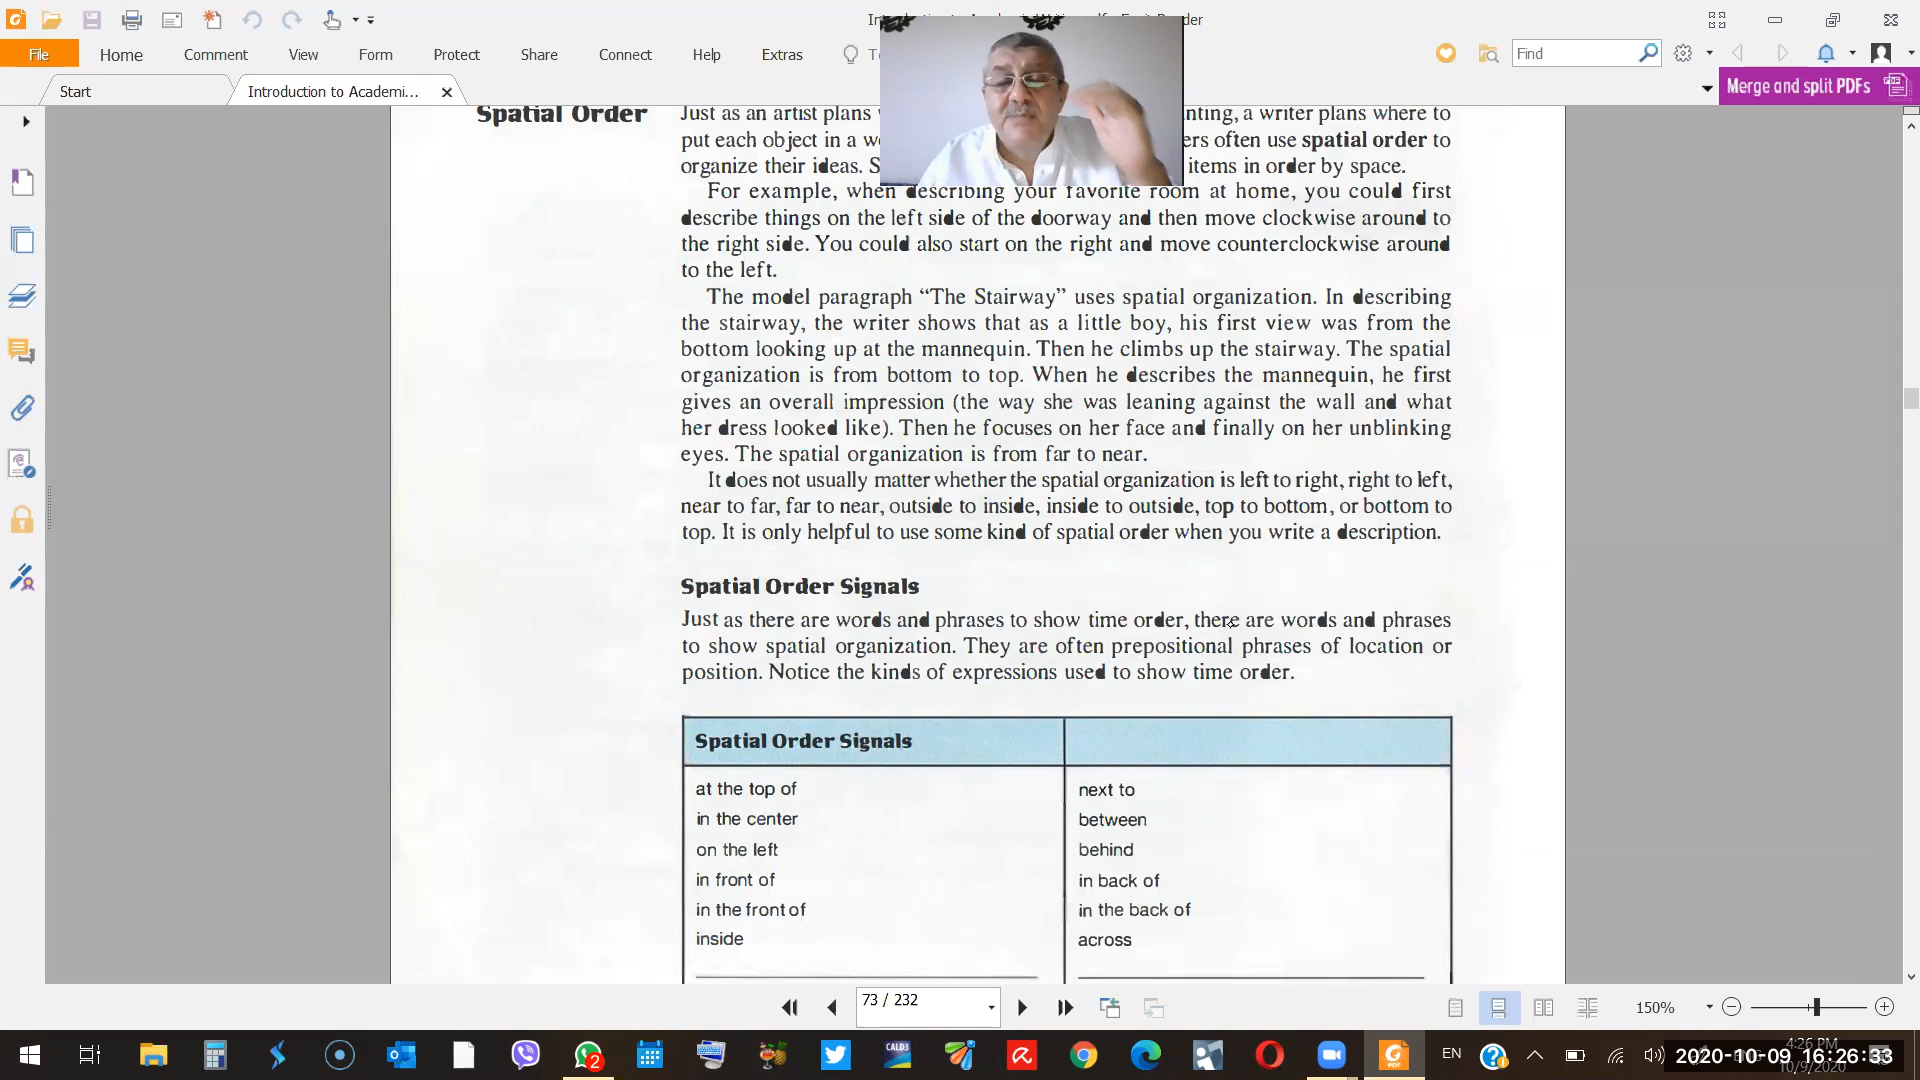 Introduction to Academic Writing.pdf - Foxit Reader
File
Home
Comment
View
Form
Protect
Share
Connect
Help
Extras
Find
Start
Introduction to Academi...
Merge and split PDFs
Spatial Order
Just as an artist plans
nting, a writer plans where to
put each object in a w
ers often use spatial order to
organize their ideas. S
items in order by space.
For example, when describing your favorite room at home, you could first
describe things on the left side of the doorway and then move clockwise around to
the right side. You could also start on the right and move counterclockwise around
to the left.
The model paragraph “The Stairway” uses spatial organization. In describing
the stairway, the writer shows that as a little boy, his first view was from the
bottom looking up at the mannequin. Then he climbs up the stairway. The spatial
organization is from bottom to top. When he describes the mannequin, he first
gives an overall impression (the way she was leaning against the wall and what
her dress looked like). Then he focuses on her face and finally on her unblinking
eyes. The spatial organization is from far to near.
It does not usually matter whether the spatial organization is left to right, right to left,
near to far, far to near, outside to inside, inside to outside, top to bottom, or bottom to
top. It is only helpful to use some kind of spatial order when you write a description.
Spatial Order Signals
Just as there are words and phrases to show time order, there are words and phrases
to show spatial organization. They are often prepositional phrases of location or
position. Notice the kinds of expressions used to show time order.
Spatial Order Signals
at the top of
next to
in the center
between
on the left
behind
in front of
in back of
in the front of
in the back of
inside
across
73 / 232
150%
CALD3
2
EN
4:26 PM
2020-10-09 16:26:33
10/9/2020